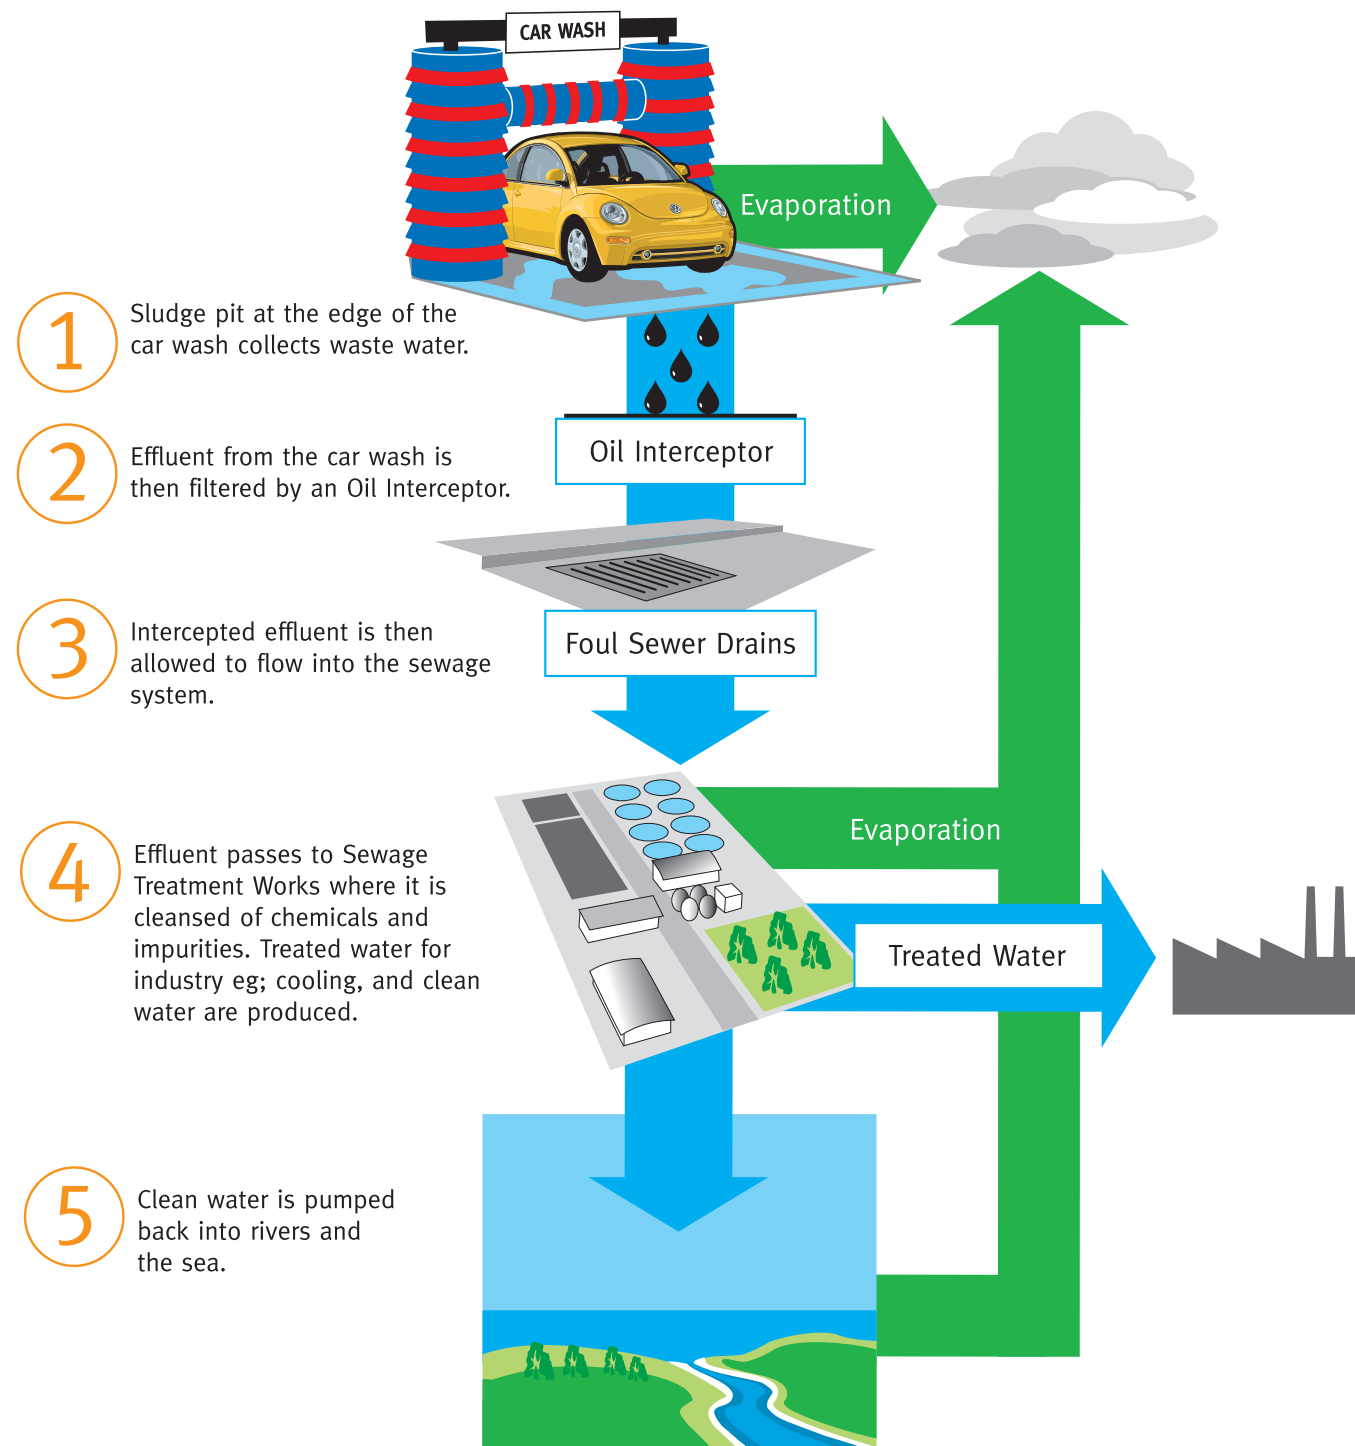 CAR WASH
Evaporation
1
Sludge pit at the edge of the
car wash collects waste water.
2
Effluent from the car wash is
then filtered by an Oil Interceptor.
Oil Interceptor
3
Intercepted effluent is then
allowed to flow into the sewage
system.
Foul Sewer Drains
4
Effluent passes to Sewage
Treatment Works where it is
cleansed of chemicals and
impurities. Treated water for
industry eg; cooling, and clean
water are produced.
Evaporation
Treated Water
5
Clean water is pumped
back into rivers and
the sea.